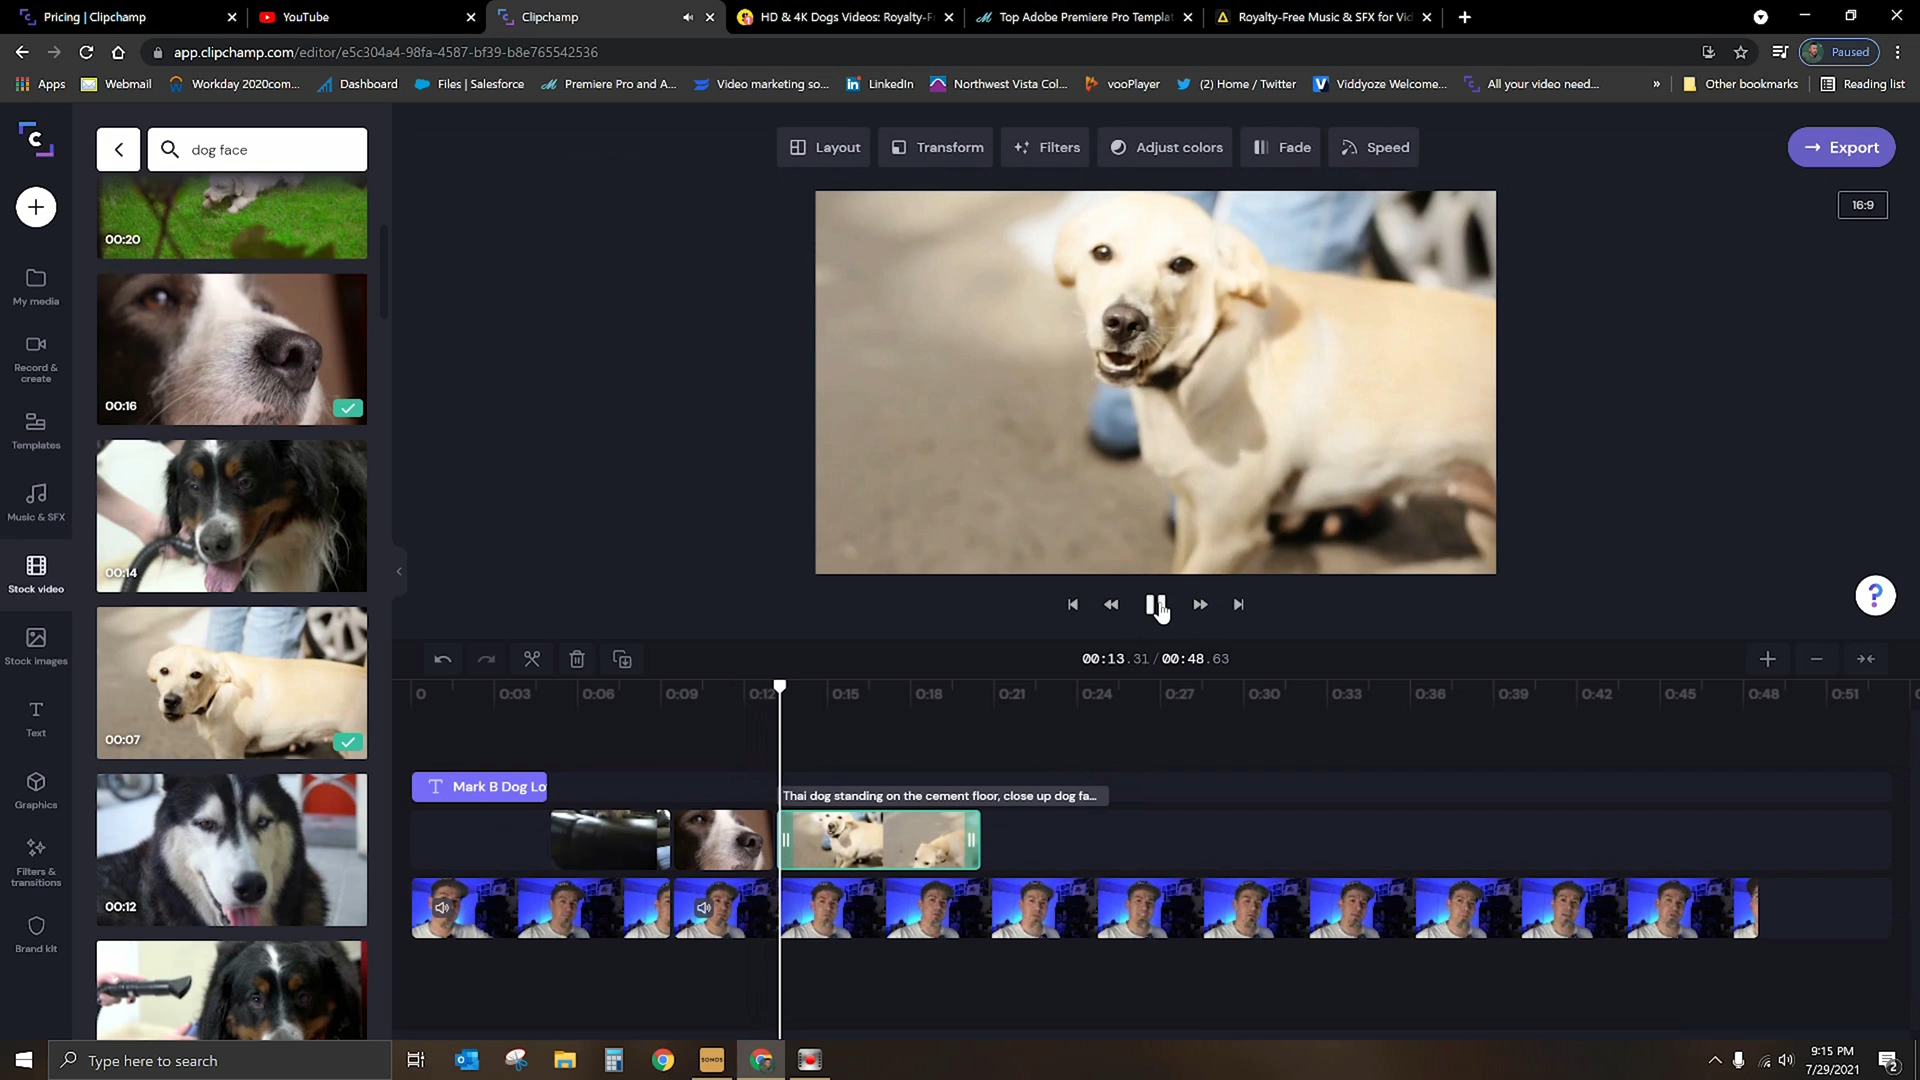 Pricing | Clipchamp
YouTube
Clipchamp
HD & 4K Dogs Videos: Royalty-F
Top Adobe Premiere Pro Templat
Royalty-Free Music & SFX for Vid
app.clipchamp.com/editor/e5c304a4-98fa-4587-bf39-b8e765542536
Paused
Apps
Webmail
Workday 2020com...
Dashboard
Files | Salesforce
Premiere Pro and A...
Video marketing so...
LinkedIn
Northwest Vista Col...
vooPlayer
(2) Home / Twitter
Viddyoze Welcome...
All your video need...
»
Other bookmarks
Reading list
dog face
Layout
Transform
Filters
Adjust colors
Fade
Speed
Export
16:9
My media
Record &
create
Templates
Music & SFX
Stock video
Stock images
Text
Graphics
Filters &
transitions
Brand kit
00:20
00:16
00:14
00:07
00:12
00:13.31/00:48.63
0
0:03
0:06
0:09
0:12
0:15
0:18
0:21
0:24
0:27
0:30
0:33
0:36
0:39
0:42
0:45
0:48
0:51
Mark B Dog Lo
Thai dog standing on the cement floor, close up dog fa...
Type here to search
SONOS
9:15 PM
7/29/2021
2